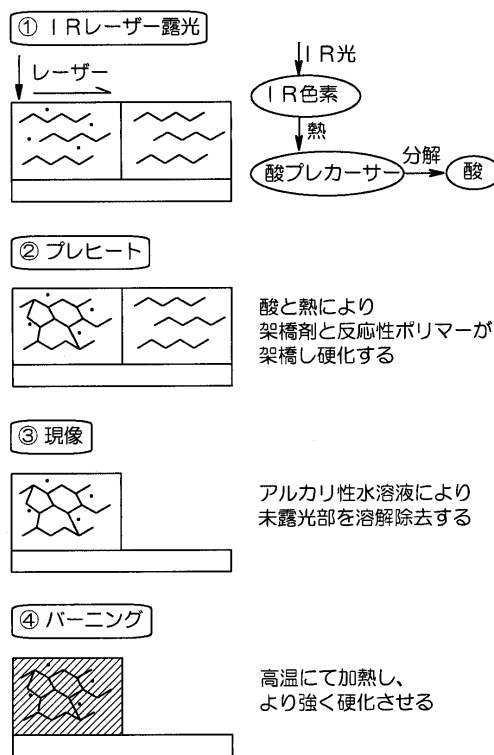 ① IRレーザー露光
レーザー
IR光
IR色素
熱
酸プレカーサー
分解
酸
② プレヒート
酸と熱により
架橋剤と反応性ポリマーが
架橋し硬化する
③ 現像
アルカリ性水溶液により
未露光部を溶解除去する
④ バーニング
高温にて加熱し、
より強く硬化させる